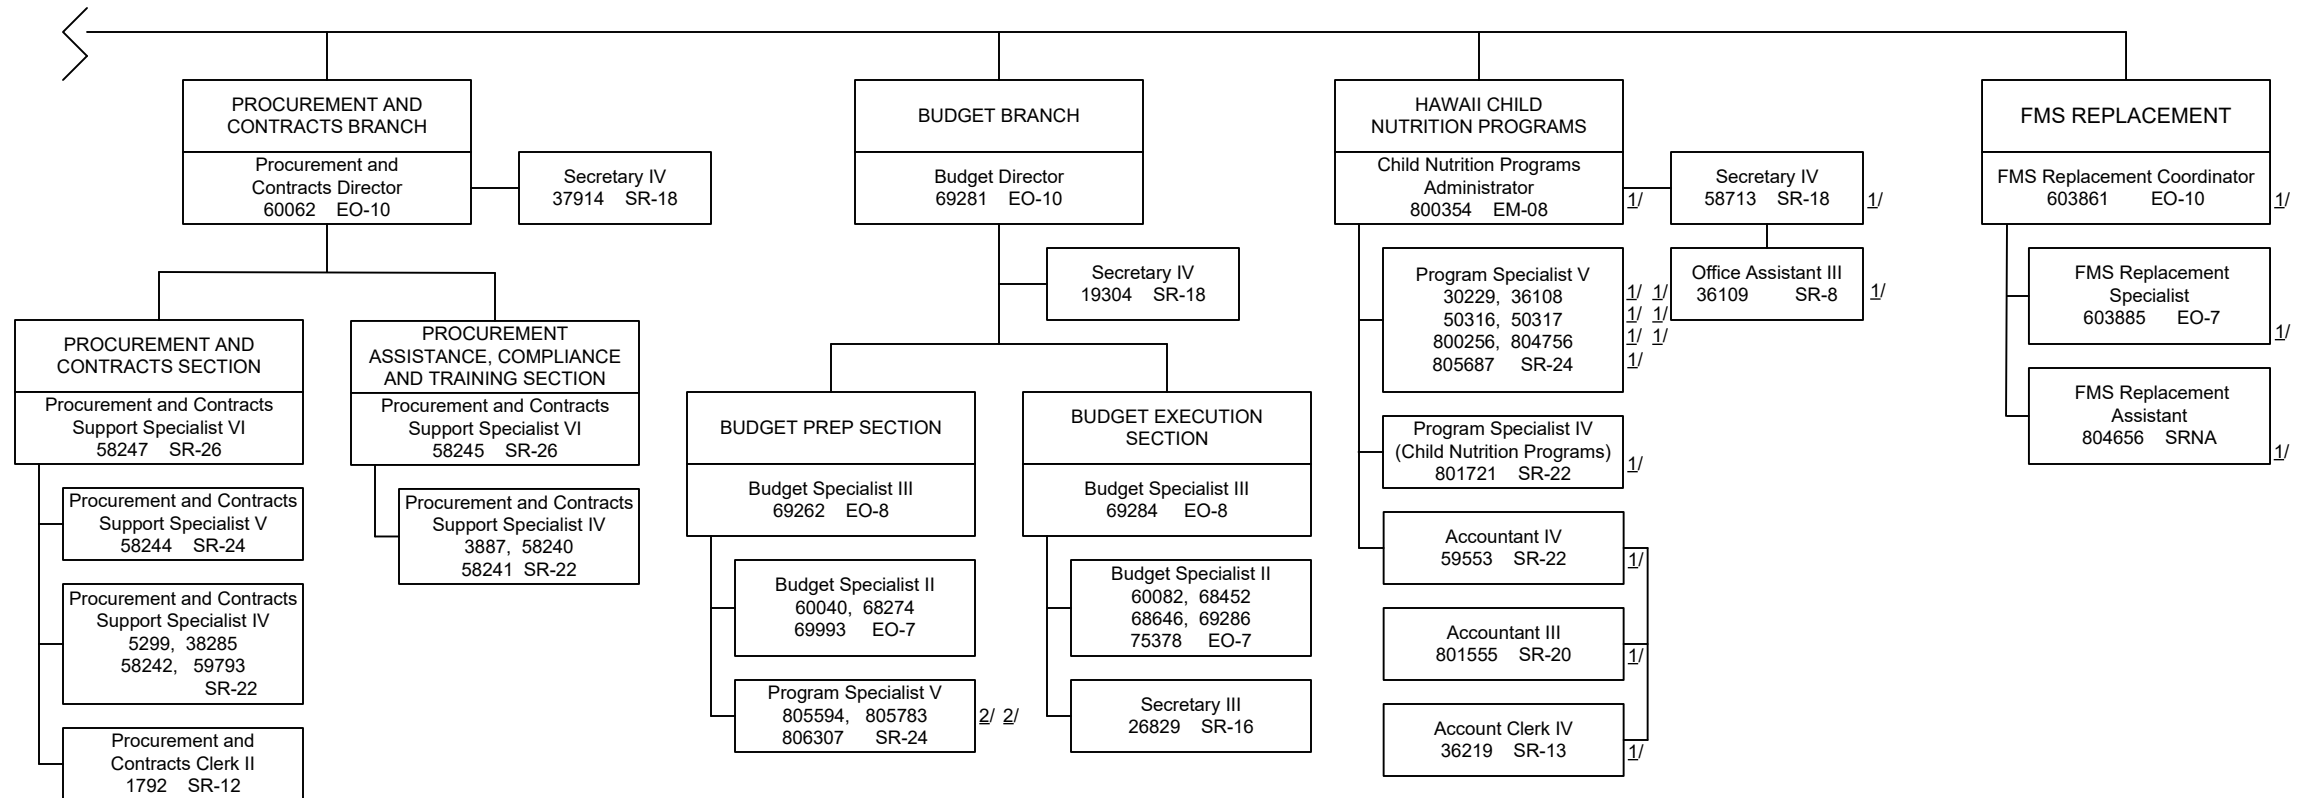 PROCUREMENT AND
CONTRACTS BRANCH
Procurement and
Contracts Director
60062 EO-10
Secretary IV
37914 SR-18
PROCUREMENT AND
CONTRACTS SECTION
Procurement and Contracts
Support Specialist VI
58247 SR-26
Procurement and Contracts
Support Specialist V
58244 SR-24
Procurement and Contracts
Support Specialist IV
5299, 38285
58242, 59793
SR-22
Procurement and
Contracts Clerk II
1792 SR-12
PROCUREMENT
ASSISTANCE, COMPLIANCE
AND TRAINING SECTION
Procurement and Contracts
Support Specialist VI
58245 SR-26
Procurement and Contracts
Support Specialist IV
3887, 58240
58241 SR-22
BUDGET BRANCH
Budget Director
69281 EO-10
Secretary IV
19304 SR-18
BUDGET PREP SECTION
Budget Specialist III
69262 EO-8
Budget Specialist II
60040, 68274
69993 EO-7
Program Specialist V
805594, 805783 2/ 2/
806307 SR-24
BUDGET EXECUTION
SECTION
Budget Specialist III
69284 EO-8
Budget Specialist II
60082, 68452
68646, 69286
75378 EO-7
Secretary III
26829 SR-16
HAWAII CHILD
NUTRITION PROGRAMS
Child Nutrition Programs
Administrator
800354 EM-08 1/
Secretary IV
58713 SR-18 1/
Office Assistant III
36109 SR-8 1/
Program Specialist V
30229, 36108 1/ 1/
50316, 50317 1/ 1/
800256, 804756 1/ 1/
805687 SR-24 1/
Program Specialist IV
(Child Nutrition Programs)
801721 SR-22 1/
Accountant IV
59553 SR-22 1/
Accountant III
801555 SR-20 1/
Account Clerk IV
36219 SR-13 1/
FMS REPLACEMENT
FMS Replacement Coordinator
603861 EO-10 1/
FMS Replacement
Specialist
603885 EO-7 1/
FMS Replacement
Assistant
804656 SRNA 1/